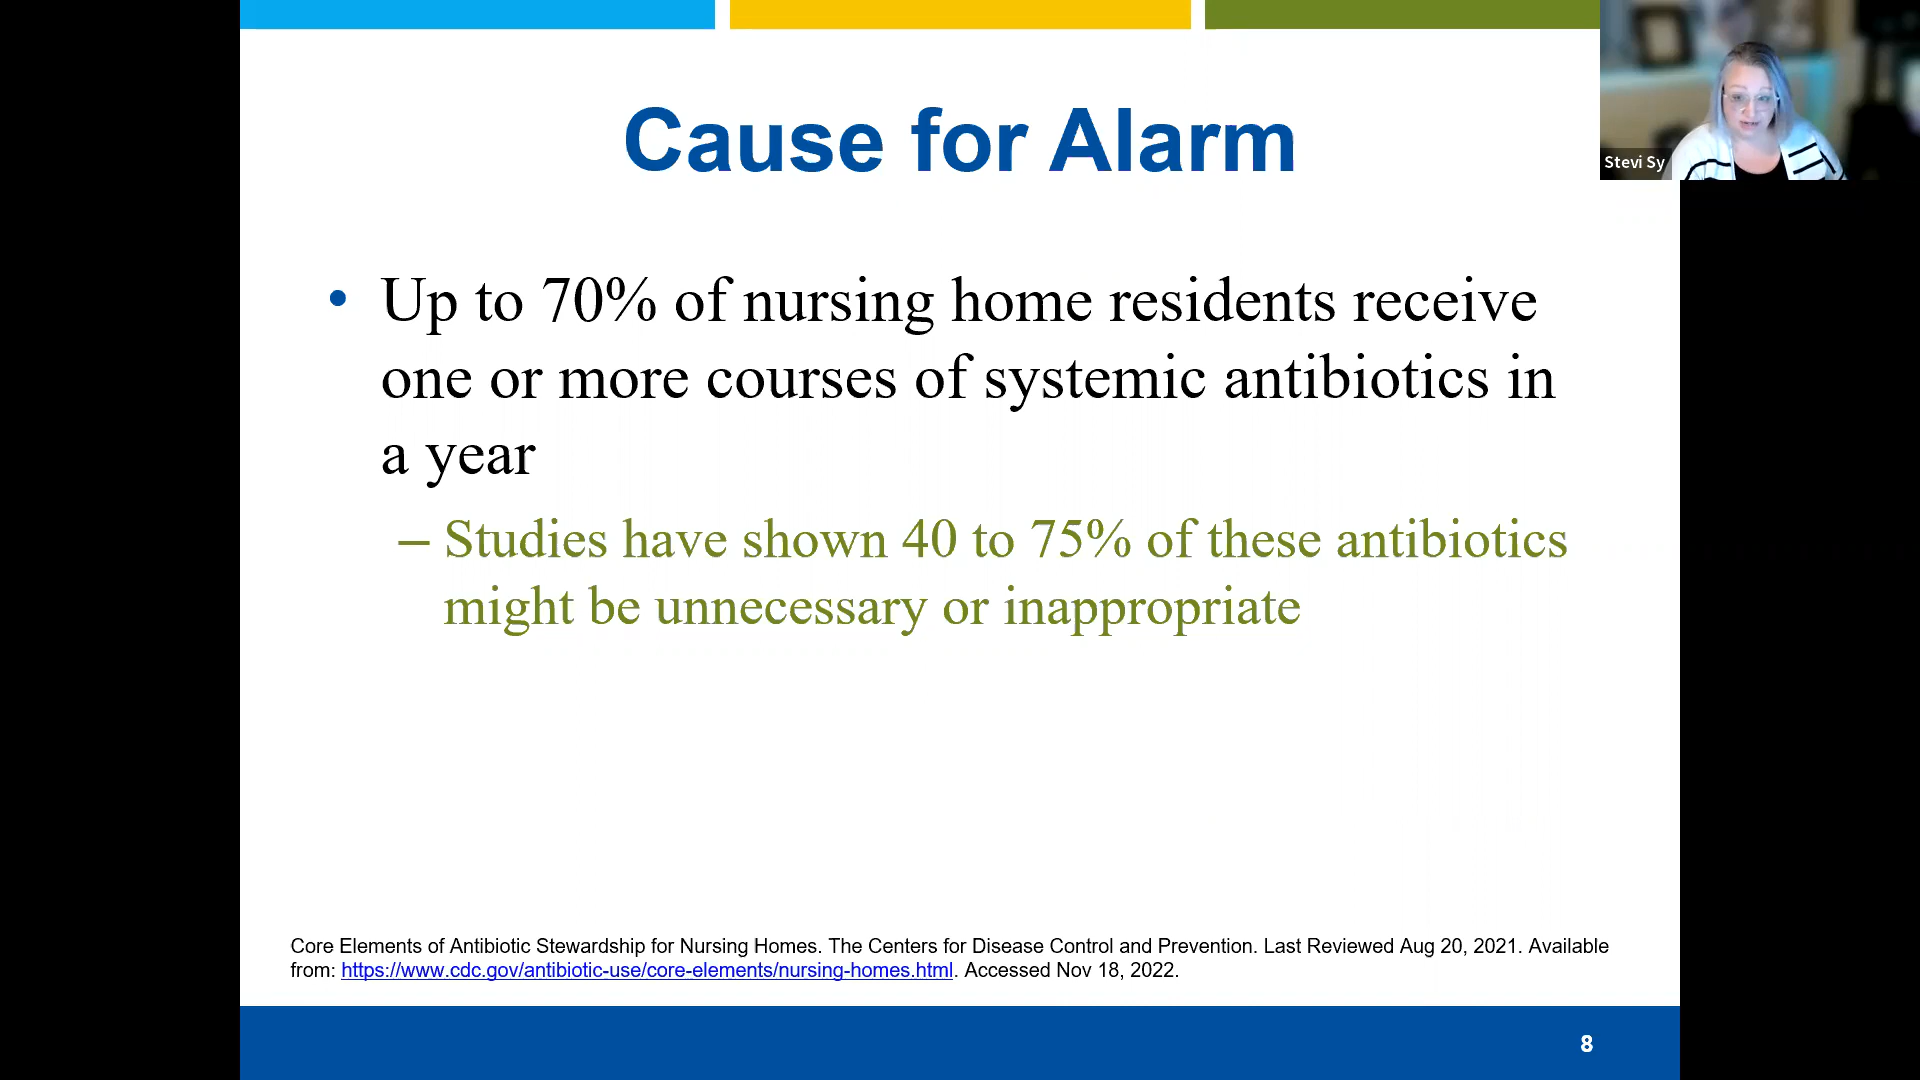 Cause for Alarm
Stevi Sy
• Up to 70% of nursing home residents receive
one or more courses of systemic antibiotics in
a year
– Studies have shown 40 to 75% of these antibiotics
might be unnecessary or inappropriate
Core Elements of Antibiotic Stewardship for Nursing Homes. The Centers for Disease Control and Prevention. Last Reviewed Aug 20, 2021. Available
from: https://www.cdc.gov/antibiotic-use/core-elements/nursing-homes.html. Accessed Nov 18, 2022.
8